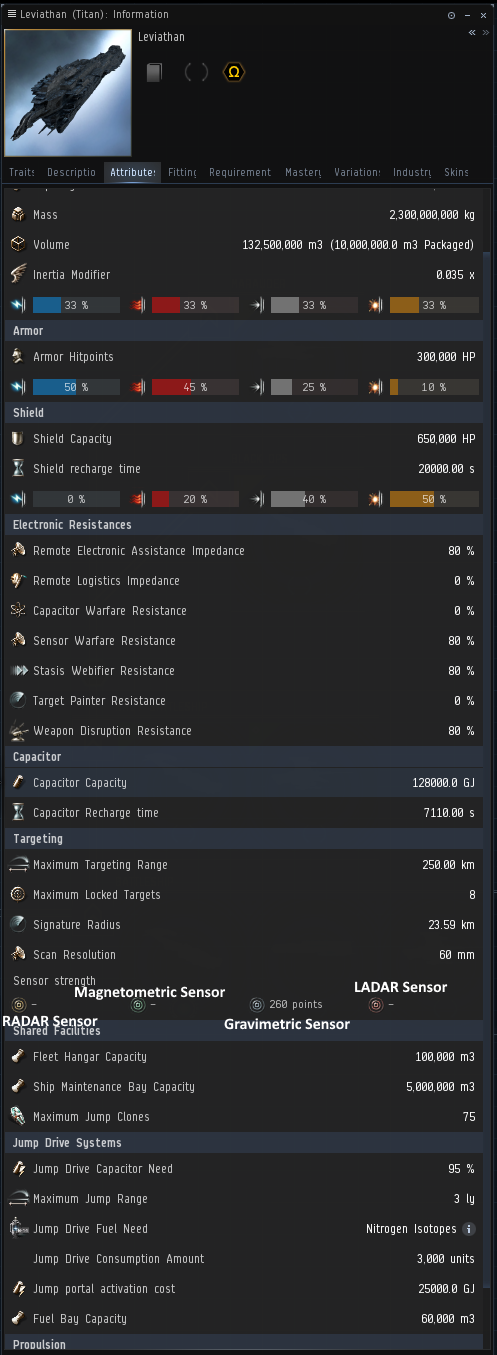 Leviathan (Titan): Information
Leviathan
Ω
Traits Descriptio Attributes Fitting Requirement Mastery Variations Industry Skins
Mass 2,300,000,000 kg
Volume 132,500,000 m3 (10,000,000.0 m3 Packaged)
Inertia Modifier 0.035 x
33 % 33 % 33 % 33 %
Armor
Armor Hitpoints 300,000 HP
50 % 45 % 25 % 10 %
Shield
Shield Capacity 650,000 HP
Shield recharge time 20000.00 s
0 % 20 % 40 % 50 %
Electronic Resistances
Remote Electronic Assistance Impedance 80 %
Remote Logistics Impedance 0 %
Capacitor Warfare Resistance 0 %
Sensor Warfare Resistance 80 %
Stasis Webifier Resistance 80 %
Target Painter Resistance 0 %
Weapon Disruption Resistance 80 %
Capacitor
Capacitor Capacity 128000.0 GJ
Capacitor Recharge time 7110.00 s
Targeting
Maximum Targeting Range 250.00 km
Maximum Locked Targets 8
Signature Radius 23.59 km
Scan Resolution 60 mm
Sensor strength
Magnetometric Sensor LADAR Sensor
– – 260 points –
RADAR Sensor Gravimetric Sensor
Shared Facilities
Fleet Hangar Capacity 100,000 m3
Ship Maintenance Bay Capacity 5,000,000 m3
Maximum Jump Clones 75
Jump Drive Systems
Jump Drive Capacitor Need 95 %
Maximum Jump Range 3 ly
Jump Drive Fuel Need Nitrogen Isotopes i
Jump Drive Consumption Amount 3,000 units
Jump portal activation cost 25000.0 GJ
Fuel Bay Capacity 60,000 m3
Propulsion